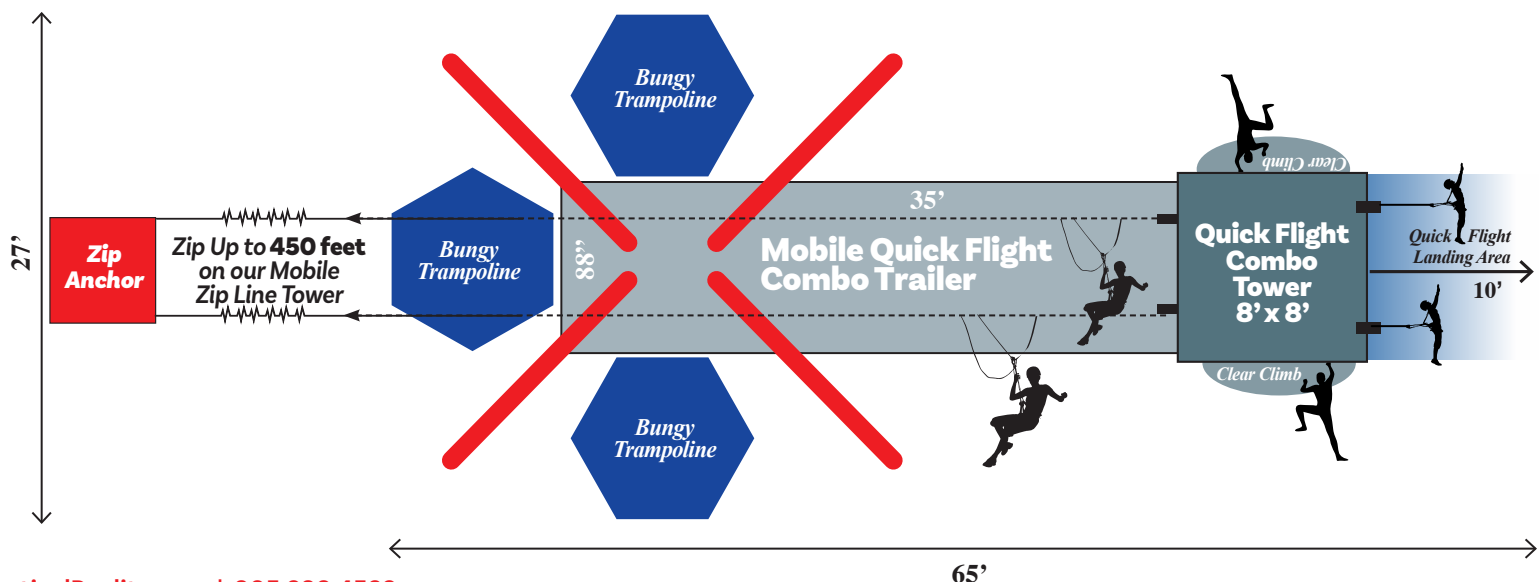 27’
Zip
Anchor
Zip Up to 450 feet
on our Mobile
Zip Line Tower
Bungy
Trampoline
Bungy
Trampoline
Bungy
Trampoline
88’’
35’
Mobile Quick Flight
Combo Trailer
Clear Climb
Quick Flight
Combo
Tower
8’ x 8’
Clear Climb
Quick Flight
Landing Area
10’
65’